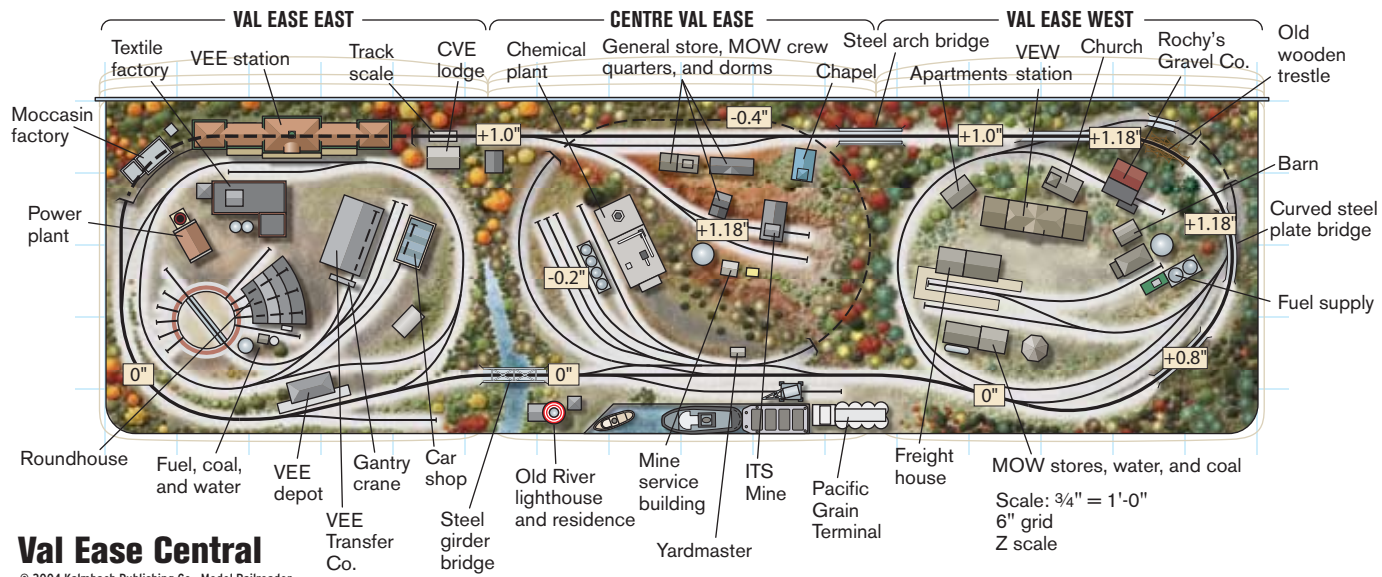 VAL EASE EAST
CENTRE VAL EASE
VAL EASE WEST
Textile
factory
VEE station
Track
scale
CVE
lodge
Chemical
plant
General store, MOW crew
quarters, and dorms
Chapel
Steel arch bridge
Apartments
VEW
station
Church
Rochy's
Gravel Co.
Old
wooden
trestle
Moccasin
factory
Power
plant
Barn
Curved steel
plate bridge
Fuel supply
+1.0"
-0.4"
+1.0"
+1.18"
+1.18"
+1.18"
-0.2"
+0.8"
0"
0"
0"
Roundhouse
Fuel, coal,
and water
VEE
depot
VEE
Transfer
Co.
Gantry
crane
Car
shop
Steel
girder
bridge
Old River
lighthouse
and residence
Mine
service
building
Yardmaster
ITS
Mine
Pacific
Grain
Terminal
Freight
house
MOW stores, water, and coal
Scale: ¾" = 1'-0"
6" grid
Z scale
Val Ease Central
© 2004 Kalmbach Publishing Co., Model Railroader